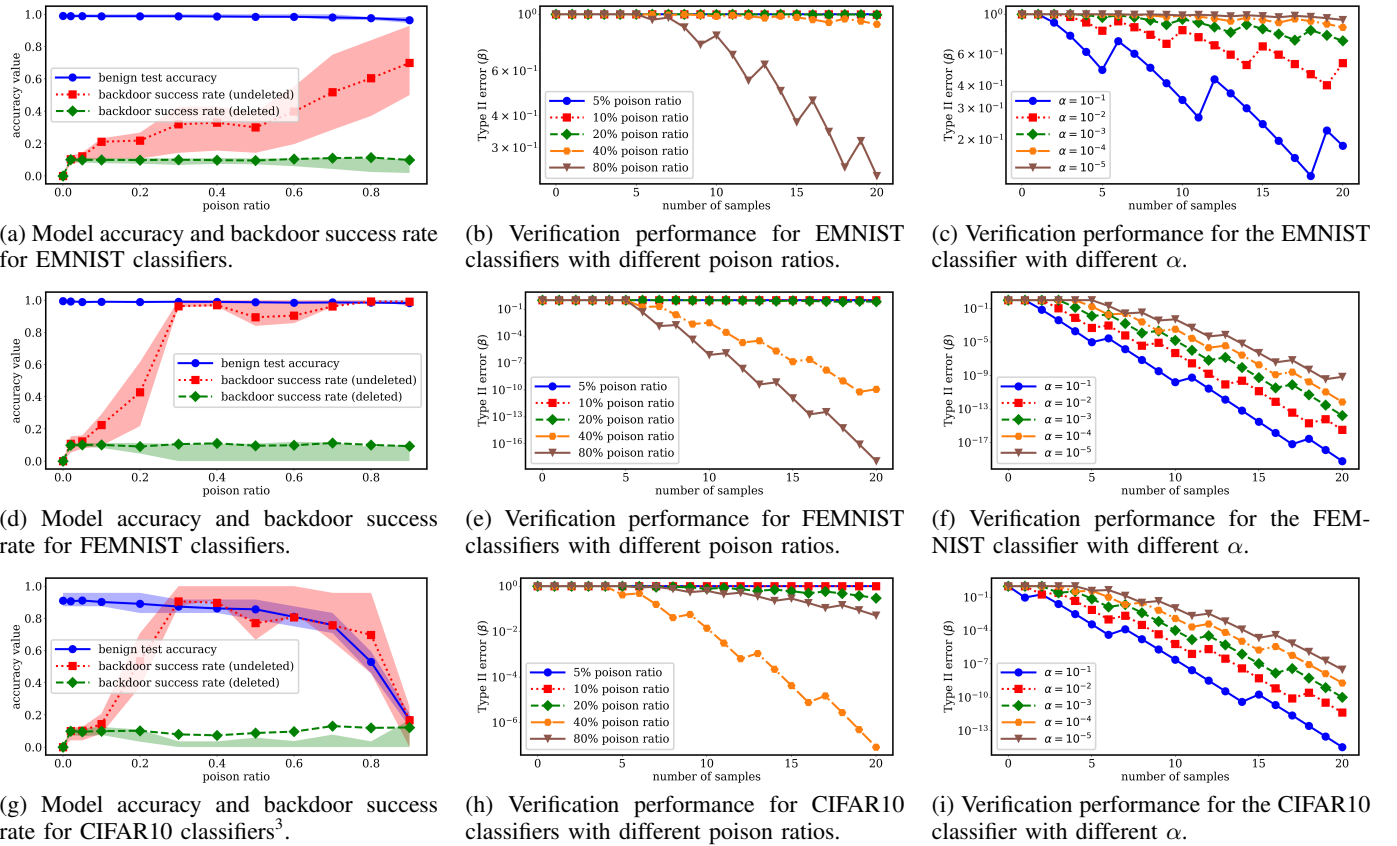 1.0
0.8
0.6
0.4
0.2
0.0
accuracy value
benign test accuracy
backdoor success rate (undeleted)
backdoor success rate (deleted)
0.0 0.2 0.4 0.6 0.8
poison ratio
10⁰
6 × 10⁻¹
4 × 10⁻¹
3 × 10⁻¹
Type II error (β)
5% poison ratio
10% poison ratio
20% poison ratio
40% poison ratio
80% poison ratio
0 5 10 15 20
number of samples
10⁰
6 × 10⁻¹
4 × 10⁻¹
3 × 10⁻¹
2 × 10⁻¹
Type II error (β)
α = 10⁻¹
α = 10⁻²
α = 10⁻³
α = 10⁻⁴
α = 10⁻⁵
0 5 10 15 20
number of samples
(a) Model accuracy and backdoor success rate
for EMNIST classifiers.
(b) Verification performance for EMNIST
classifiers with different poison ratios.
(c) Verification performance for the EMNIST
classifier with different α.
1.0
0.8
0.6
0.4
0.2
0.0
accuracy value
benign test accuracy
backdoor success rate (undeleted)
backdoor success rate (deleted)
0.0 0.2 0.4 0.6 0.8
poison ratio
10⁻¹
10⁻⁴
10⁻⁷
10⁻¹⁰
10⁻¹³
10⁻¹⁶
Type II error (β)
5% poison ratio
10% poison ratio
20% poison ratio
40% poison ratio
80% poison ratio
0 5 10 15 20
number of samples
10⁻¹
10⁻⁵
10⁻⁹
10⁻¹³
10⁻¹⁷
Type II error (β)
α = 10⁻¹
α = 10⁻²
α = 10⁻³
α = 10⁻⁴
α = 10⁻⁵
0 5 10 15 20
number of samples
(d) Model accuracy and backdoor success
rate for FEMNIST classifiers.
(e) Verification performance for FEMNIST
classifiers with different poison ratios.
(f) Verification performance for the FEM-
NIST classifier with different α.
1.0
0.8
0.6
0.4
0.2
0.0
accuracy value
benign test accuracy
backdoor success rate (undeleted)
backdoor success rate (deleted)
0.0 0.2 0.4 0.6 0.8
poison ratio
10⁰
10⁻²
10⁻⁴
10⁻⁶
Type II error (β)
5% poison ratio
10% poison ratio
20% poison ratio
40% poison ratio
80% poison ratio
0 5 10 15 20
number of samples
10⁻¹
10⁻⁴
10⁻⁷
10⁻¹⁰
10⁻¹³
Type II error (β)
α = 10⁻¹
α = 10⁻²
α = 10⁻³
α = 10⁻⁴
α = 10⁻⁵
0 5 10 15 20
number of samples
(g) Model accuracy and backdoor success
rate for CIFAR10 classifiers³.
(h) Verification performance for CIFAR10
classifiers with different poison ratios.
(i) Verification performance for the CIFAR10
classifier with different α.